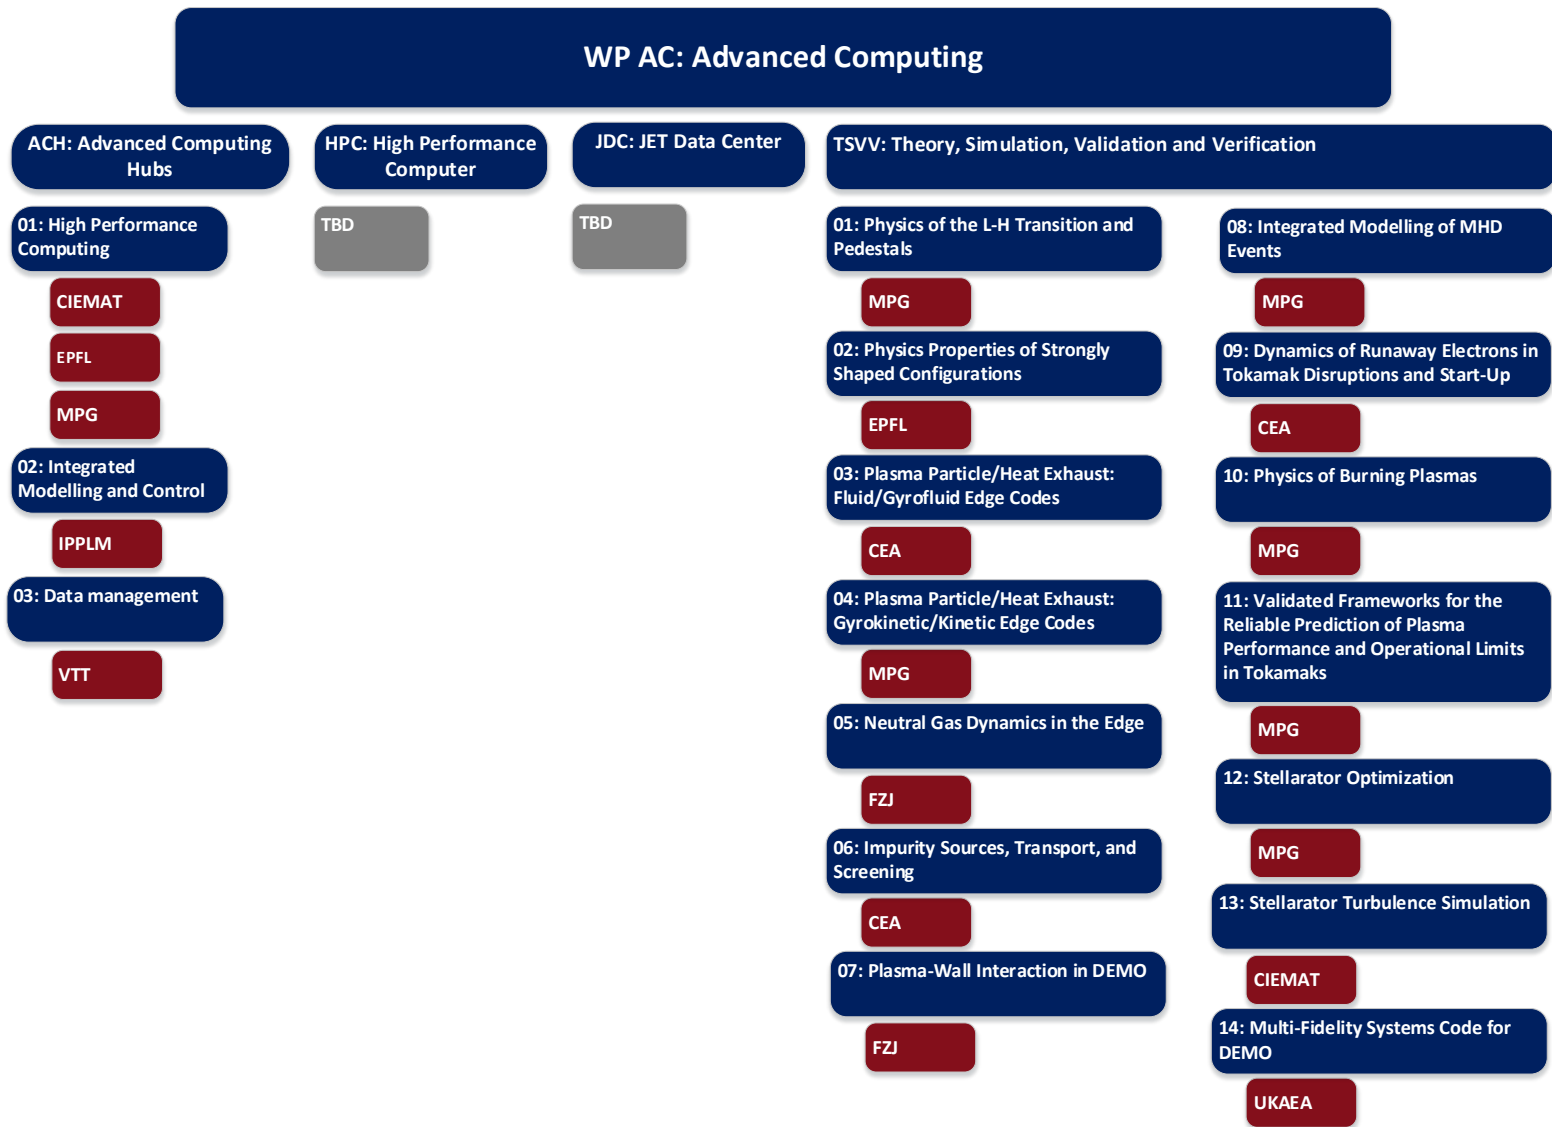 WP AC: Advanced Computing
ACH: Advanced Computing
Hubs
01: High Performance
Computing
CIEMAT
EPFL
MPG
02: Integrated
Modelling and Control
IPPLM
03: Data management
VTT
HPC: High Performance
Computer
TBD
JDC: JET Data Center
TBD
TSVV: Theory, Simulation, Validation and Verification
01: Physics of the L-H Transition and
Pedestals
MPG
02: Physics Properties of Strongly
Shaped Configurations
EPFL
03: Plasma Particle/Heat Exhaust:
Fluid/Gyrofluid Edge Codes
CEA
04: Plasma Particle/Heat Exhaust:
Gyrokinetic/Kinetic Edge Codes
MPG
05: Neutral Gas Dynamics in the Edge
FZJ
06: Impurity Sources, Transport, and
Screening
CEA
07: Plasma-Wall Interaction in DEMO
FZJ
08: Integrated Modelling of MHD
Events
MPG
09: Dynamics of Runaway Electrons in
Tokamak Disruptions and Start-Up
CEA
10: Physics of Burning Plasmas
MPG
11: Validated Frameworks for the
Reliable Prediction of Plasma
Performance and Operational Limits
in Tokamaks
MPG
12: Stellarator Optimization
MPG
13: Stellarator Turbulence Simulation
CIEMAT
14: Multi-Fidelity Systems Code for
DEMO
UKAEA